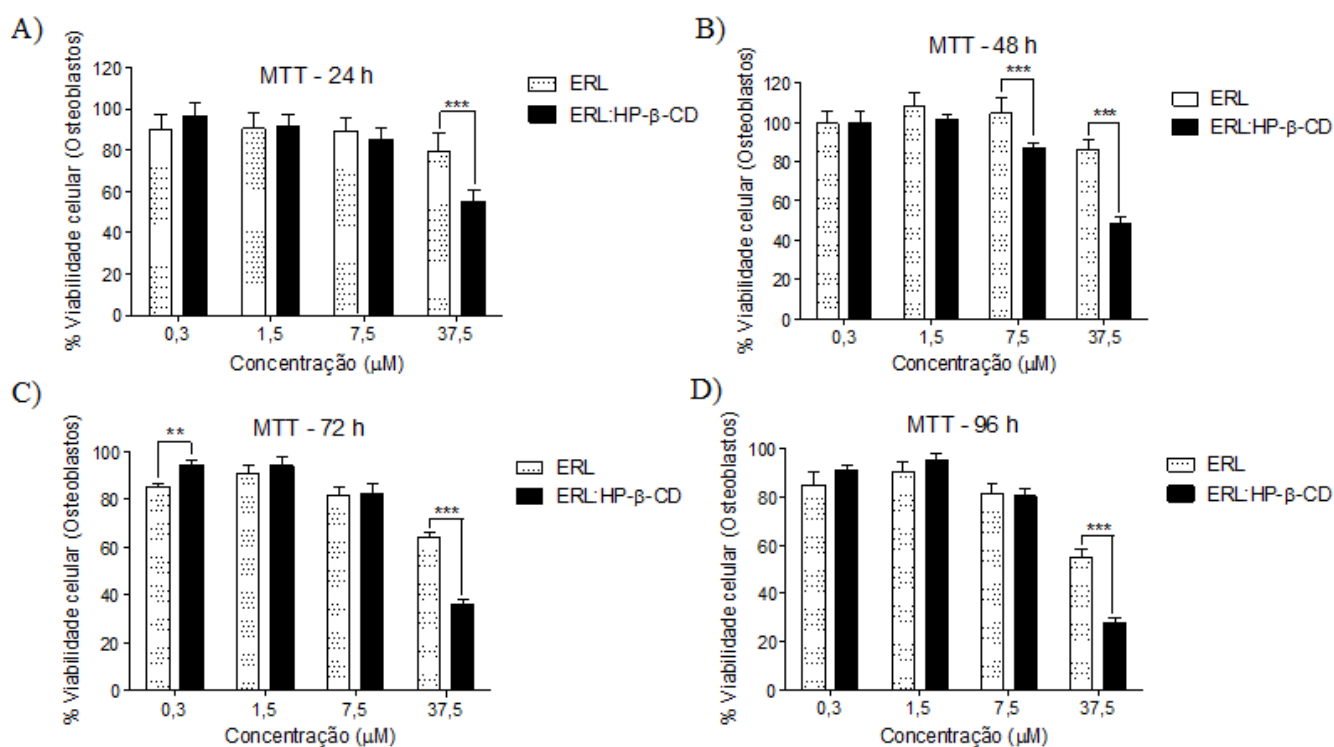 A)
MTT - 24 h
ERL
ERL:HP-β-CD
***
% Viabilidade celular (Osteoblastos)
120
100
80
60
40
20
0
0,3 1,5 7,5 37,5
Concentração (μM)
B)
MTT - 48 h
ERL
ERL:HP-β-CD
***
***
% Viabilidade celular (Osteoblastos)
120
100
80
60
40
20
0
0,3 1,5 7,5 37,5
Concentração (μM)
C)
MTT - 72 h
ERL
ERL:HP-β-CD
**
***
% Viabilidade celular (Osteoblastos)
100
80
60
40
20
0
0,3 1,5 7,5 37,5
Concentração (μM)
D)
MTT - 96 h
ERL
ERL:HP-β-CD
***
% Viabilidade celular (Osteoblastos)
100
80
60
40
20
0
0,3 1,5 7,5 37,5
Concentração (μM)